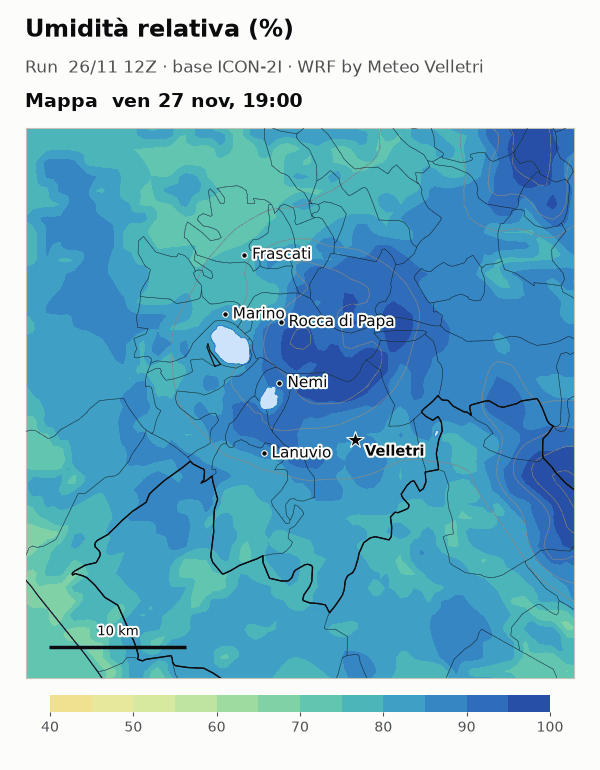 Umidità relativa (%)
Run  26/11 12Z · base ICON-2I · WRF by Meteo Velletri
Mappa  ven 27 nov, 19:00
Frascati
Marino
Rocca di Papa
Nemi
Velletri
Lanuvio
10 km
40 50 60 70 80 90 100